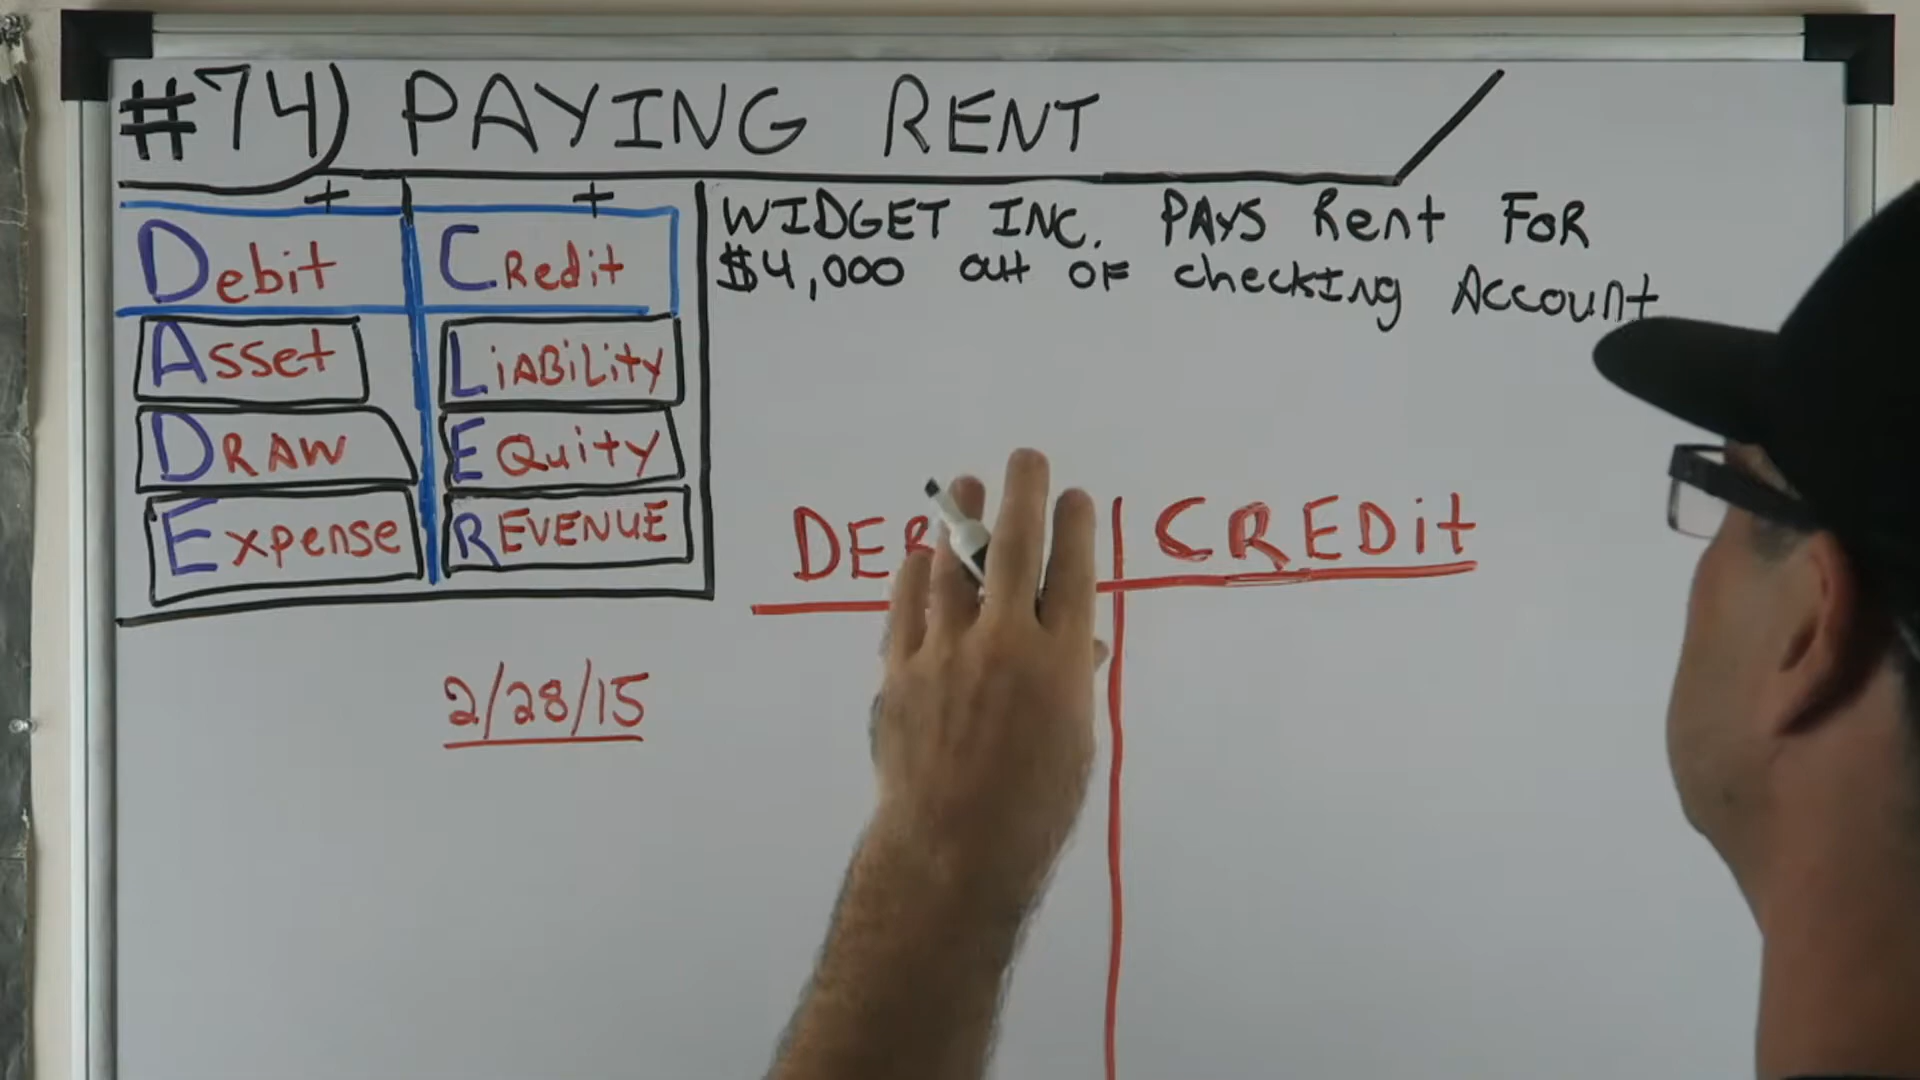 #74) PAYING RENT
+ +
Debit Credit
Asset Liability
Draw Equity
Expense Revenue
WIDGET INC. PAYS Rent FOR
$4,000 out OF checking Account
CREDit
2/28/15